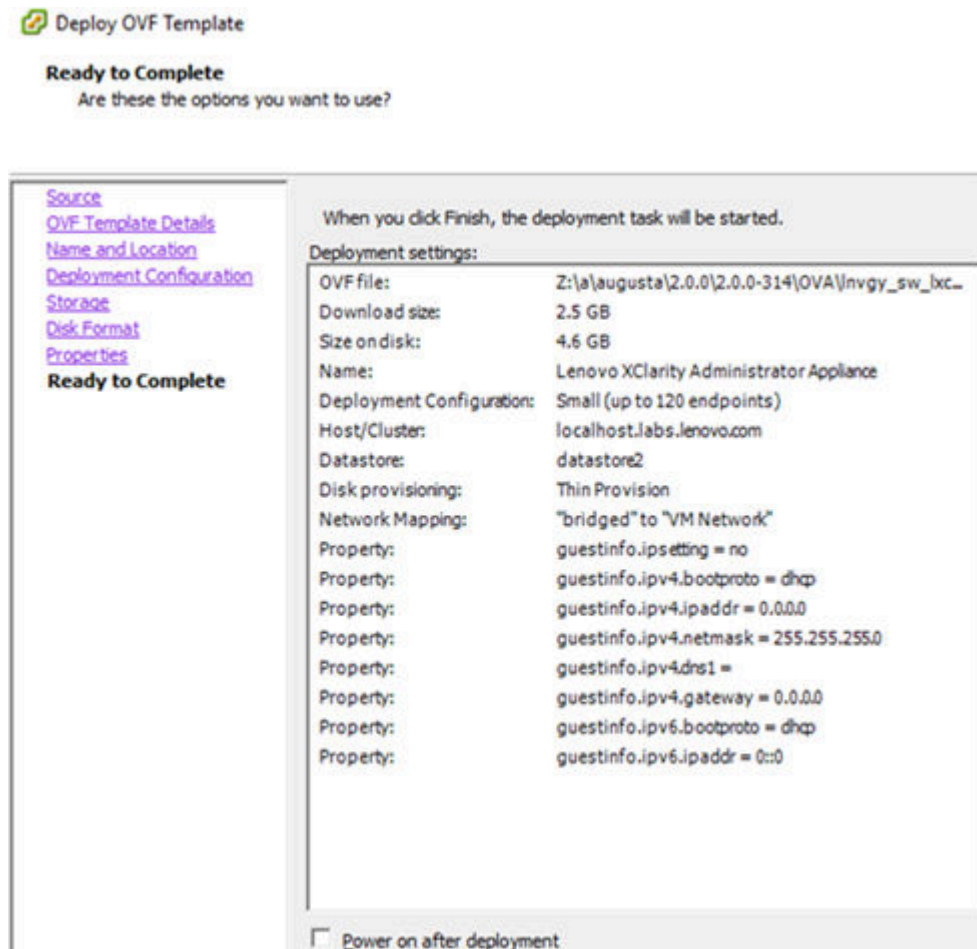 Deploy OVF Template
Ready to Complete
Are these the options you want to use?
Source
OVF Template Details
Name and Location
Deployment Configuration
Storage
Disk Format
Properties
Ready to Complete
When you click Finish, the deployment task will be started.
Deployment settings:
OVF file: Z:\a\augusta\2.0.0\2.0.0-314\OVA\lnvgy_sw_lxc...
Download size: 2.5 GB
Size on disk: 4.6 GB
Name: Lenovo XClarity Administrator Appliance
Deployment Configuration: Small (up to 120 endpoints)
Host/Cluster: localhost.labs.lenovo.com
Datastore: datastore2
Disk provisioning: Thin Provision
Network Mapping: "bridged" to "VM Network"
Property: guestinfo.ipsetting = no
Property: guestinfo.ipv4.bootproto = dhcp
Property: guestinfo.ipv4.ipaddr = 0.0.0.0
Property: guestinfo.ipv4.netmask = 255.255.255.0
Property: guestinfo.ipv4.dns1 =
Property: guestinfo.ipv4.gateway = 0.0.0.0
Property: guestinfo.ipv6.bootproto = dhcp
Property: guestinfo.ipv6.ipaddr = 0::0
Power on after deployment